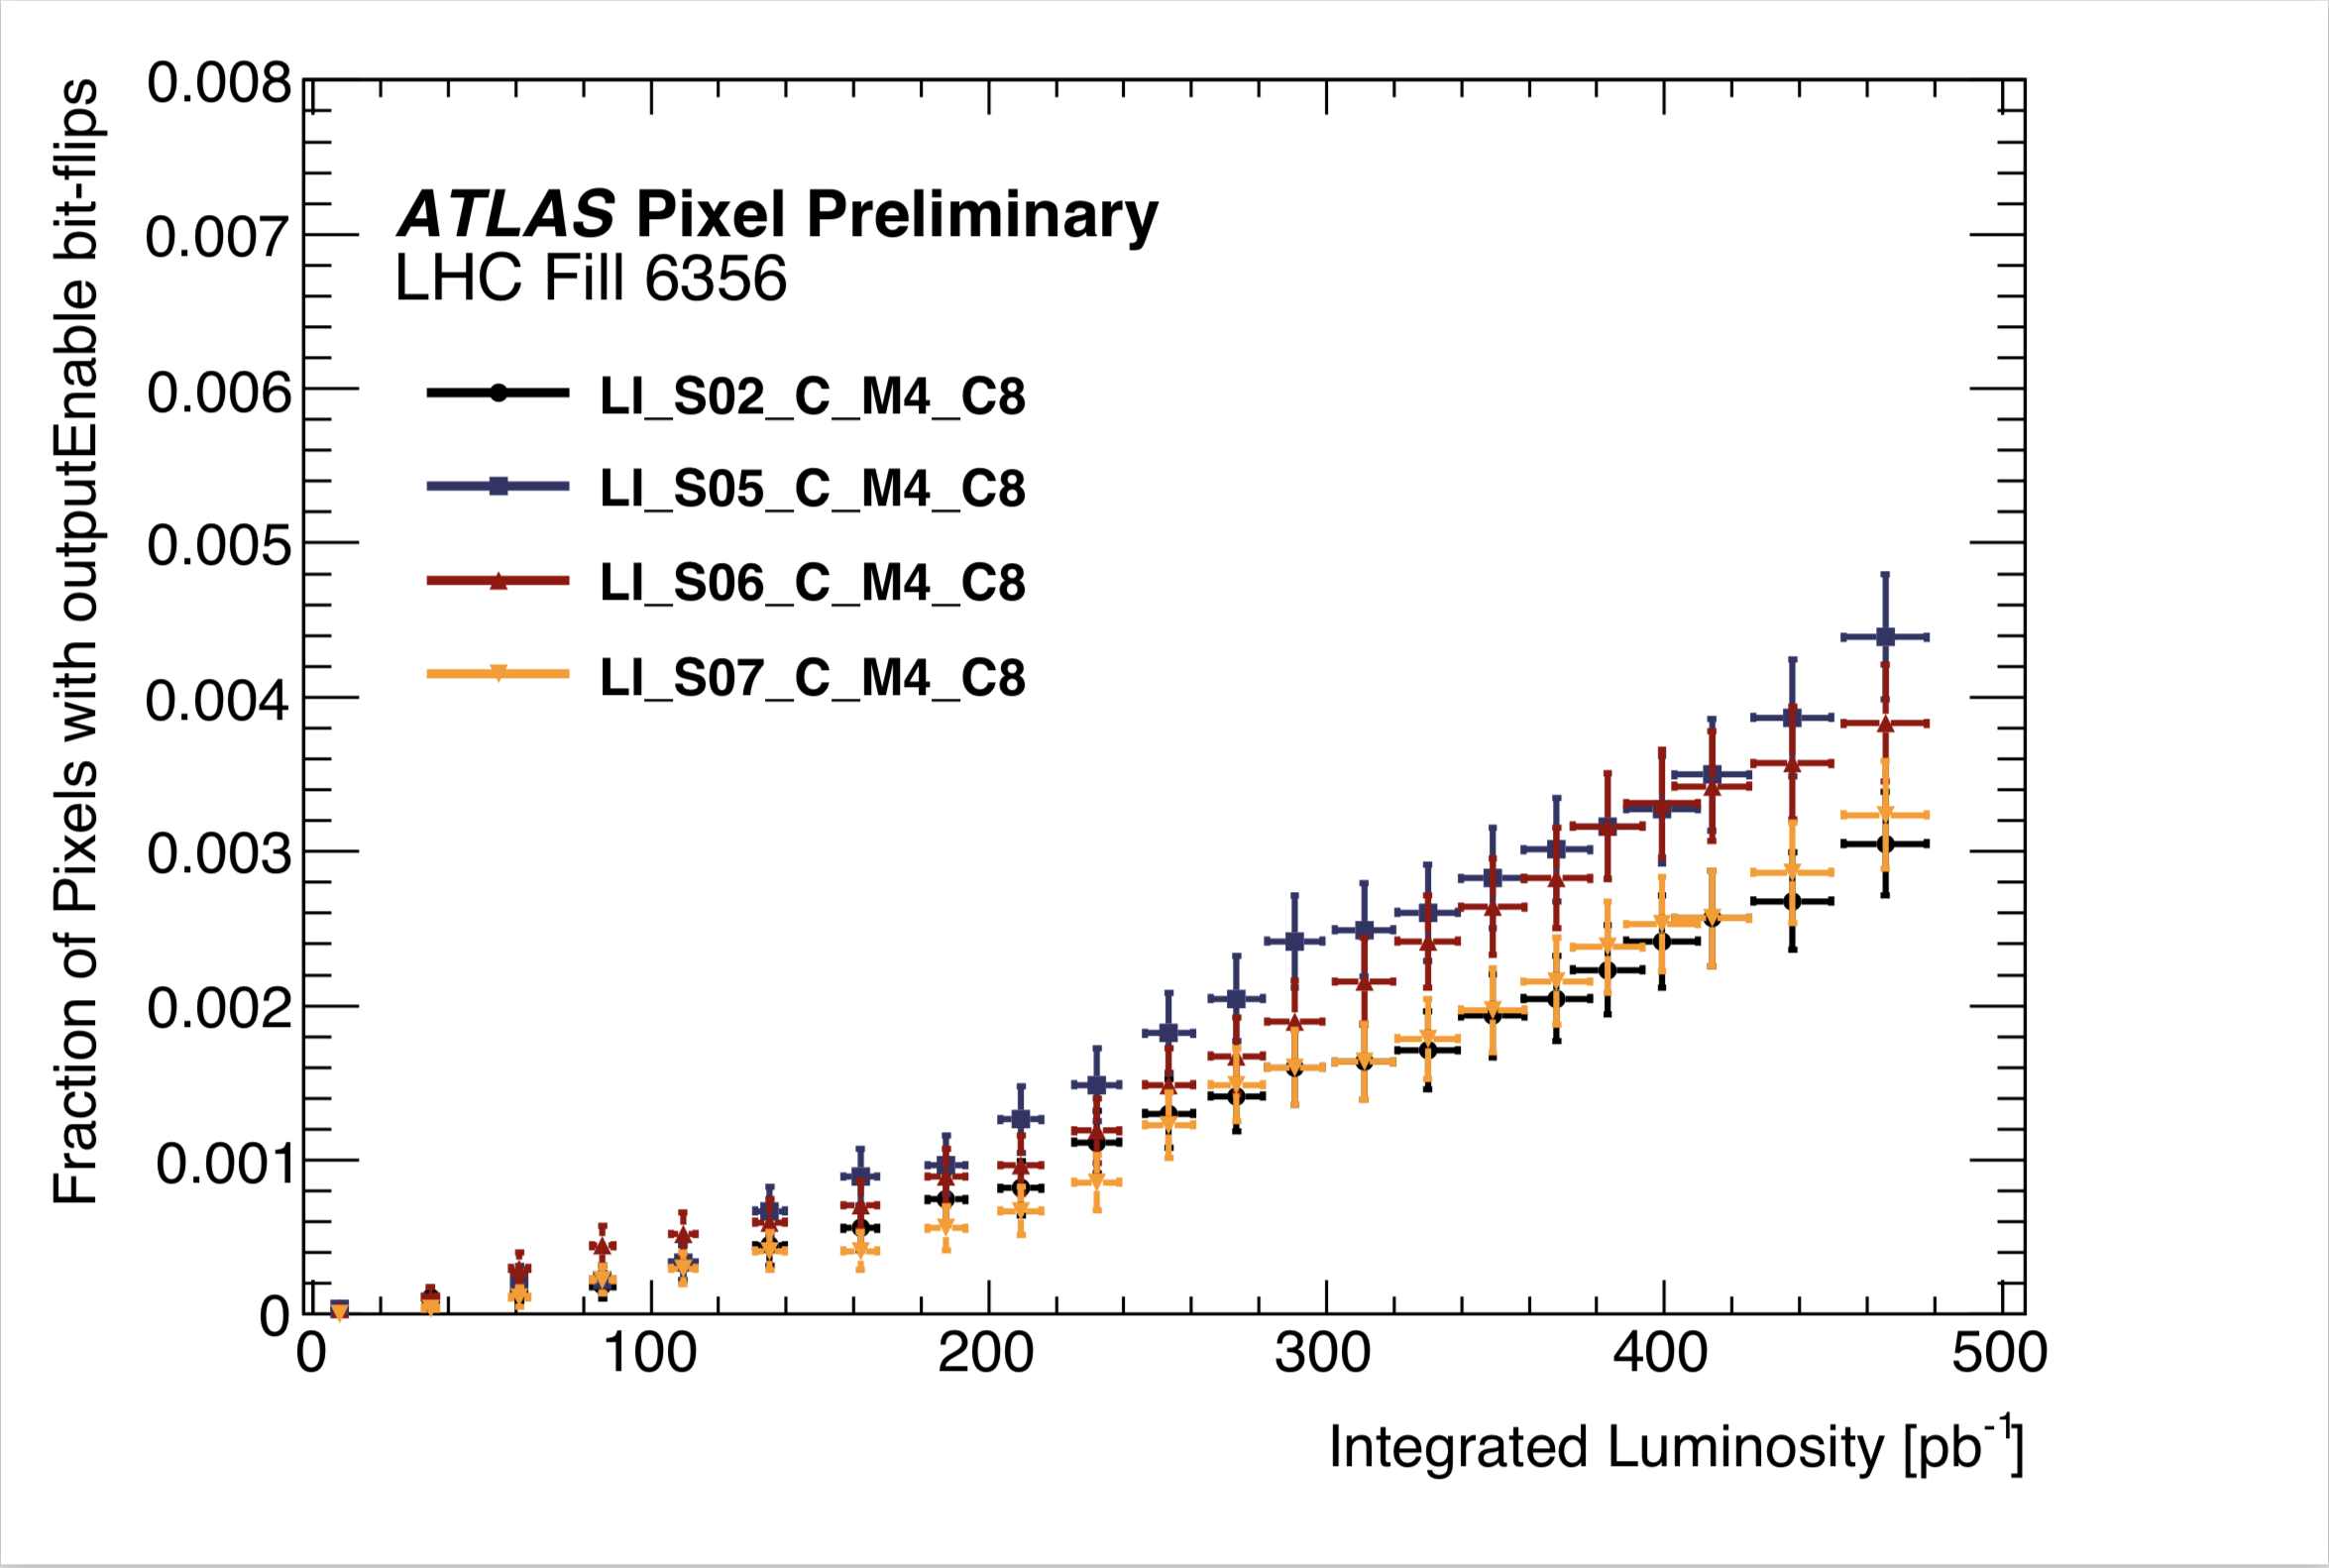 Fraction of Pixels with outputEnable bit-flips
0.008
0.007
0.006
0.005
0.004
0.003
0.002
0.001
0
ATLAS Pixel Preliminary
LHC Fill 6356
LI_S02_C_M4_C8
LI_S05_C_M4_C8
LI_S06_C_M4_C8
LI_S07_C_M4_C8
0 100 200 300 400 500
Integrated Luminosity [pb⁻¹]